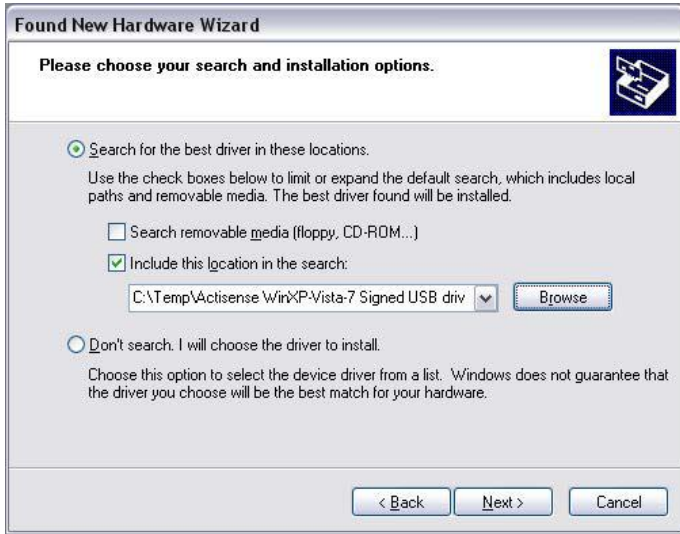 Found New Hardware Wizard
Please choose your search and installation options.
Search for the best driver in these locations.
Use the check boxes below to limit or expand the default search, which includes local
paths and removable media. The best driver found will be installed.
Search removable media (floppy, CD-ROM...)
Include this location in the search:
C:\Temp\Actisense WinXP-Vista-7 Signed USB driv
Browse
Don't search. I will choose the driver to install.
Choose this option to select the device driver from a list. Windows does not guarantee that
the driver you choose will be the best match for your hardware.
< Back Next > Cancel